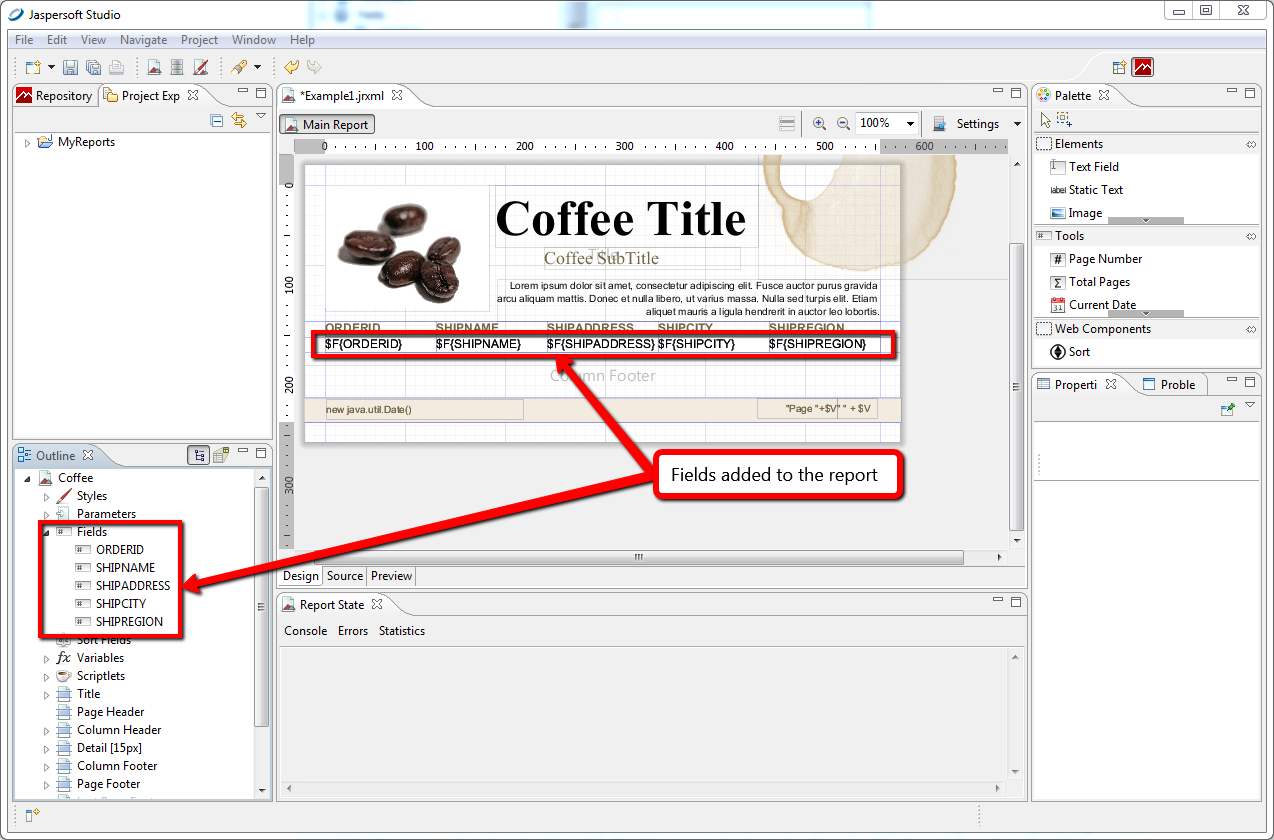 Jaspersoft Studio
File Edit View Navigate Project Window Help
Repository Project Exp
MyReports
*Example1.jrxml
Main Report
100%
Settings
0 100 200 300 400 500 600
0
100
200
300
Coffee Title
Title
Coffee SubTitle
Lorem ipsum dolor sit amet, consectetur adipiscing elit. Fusce auctor purus gravida
arcu aliquam mattis. Donec et nulla libero, ut varius massa. Nulla sed turpis elit. Etiam
aliquet mauris a ligula hendrerit in auctor leo lobortis.
ORDERID SHIPNAME SHIPADDRESS SHIPCITY SHIPREGION
$F{ORDERID} $F{SHIPNAME} $F{SHIPADDRESS} $F{SHIPCITY} $F{SHIPREGION}
Column Footer
new java.util.Date()
"Page "+$V" " + $V
Fields added to the report
Design Source Preview
Report State
Console Errors Statistics
Outline
Coffee
Styles
Parameters
Fields
ORDERID
SHIPNAME
SHIPADDRESS
SHIPCITY
SHIPREGION
Sort Fields
Variables
Scriptlets
Title
Page Header
Column Header
Detail [15px]
Column Footer
Page Footer
Palette
Elements
Text Field
label Static Text
Image
Tools
# Page Number
Σ Total Pages
31 Current Date
Web Components
Sort
Properti Proble